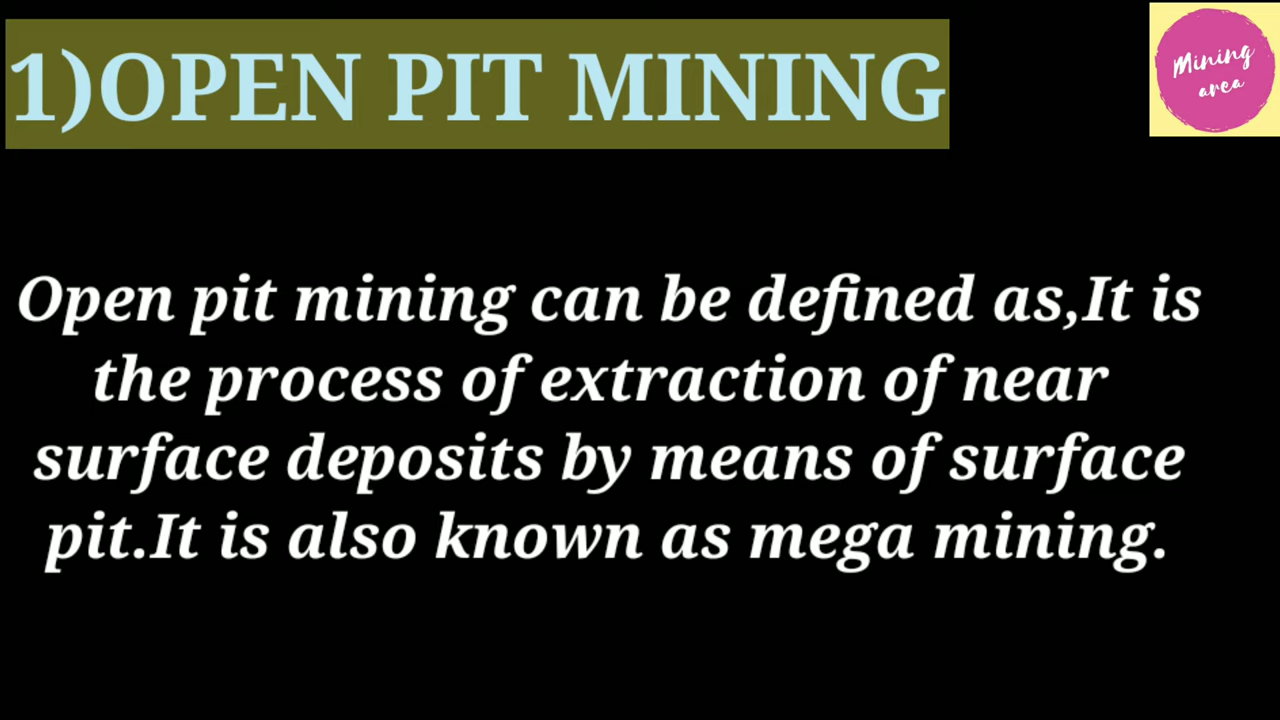 1)OPEN PIT MINING
Mining
area
Open pit mining can be defined as,It is
the process of extraction of near
surface deposits by means of surface
pit.It is also known as mega mining.